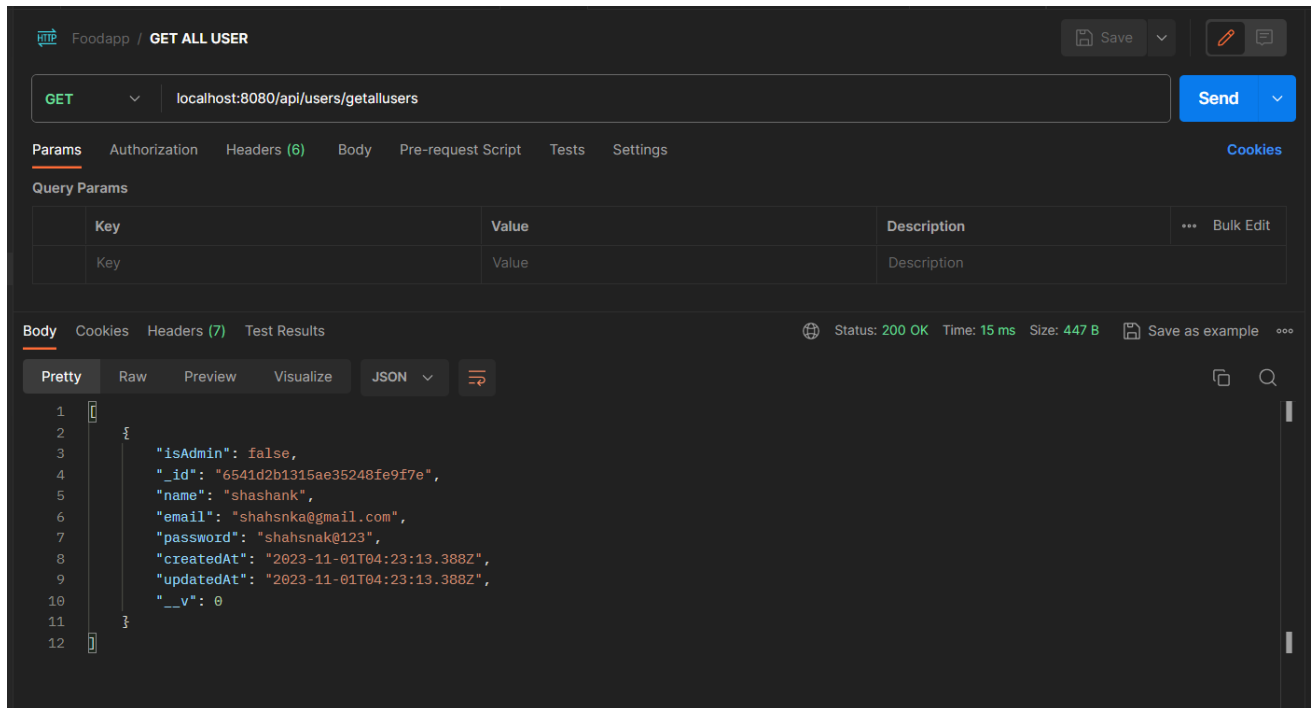 HTTP Foodapp / GET ALL USER Save
GET localhost:8080/api/users/getallusers Send
Params Authorization Headers (6) Body Pre-request Script Tests Settings Cookies
Query Params
Key Value Description ••• Bulk Edit
Key Value Description
Body Cookies Headers (7) Test Results Status: 200 OK Time: 15 ms Size: 447 B Save as example
Pretty Raw Preview Visualize JSON
1 [
2 {
3 "isAdmin": false,
4 "_id": "6541d2b1315ae35248fe9f7e",
5 "name": "shashank",
6 "email": "shahsnka@gmail.com",
7 "password": "shahsnak@123",
8 "createdAt": "2023-11-01T04:23:13.388Z",
9 "updatedAt": "2023-11-01T04:23:13.388Z",
10 "__v": 0
11 }
12 ]